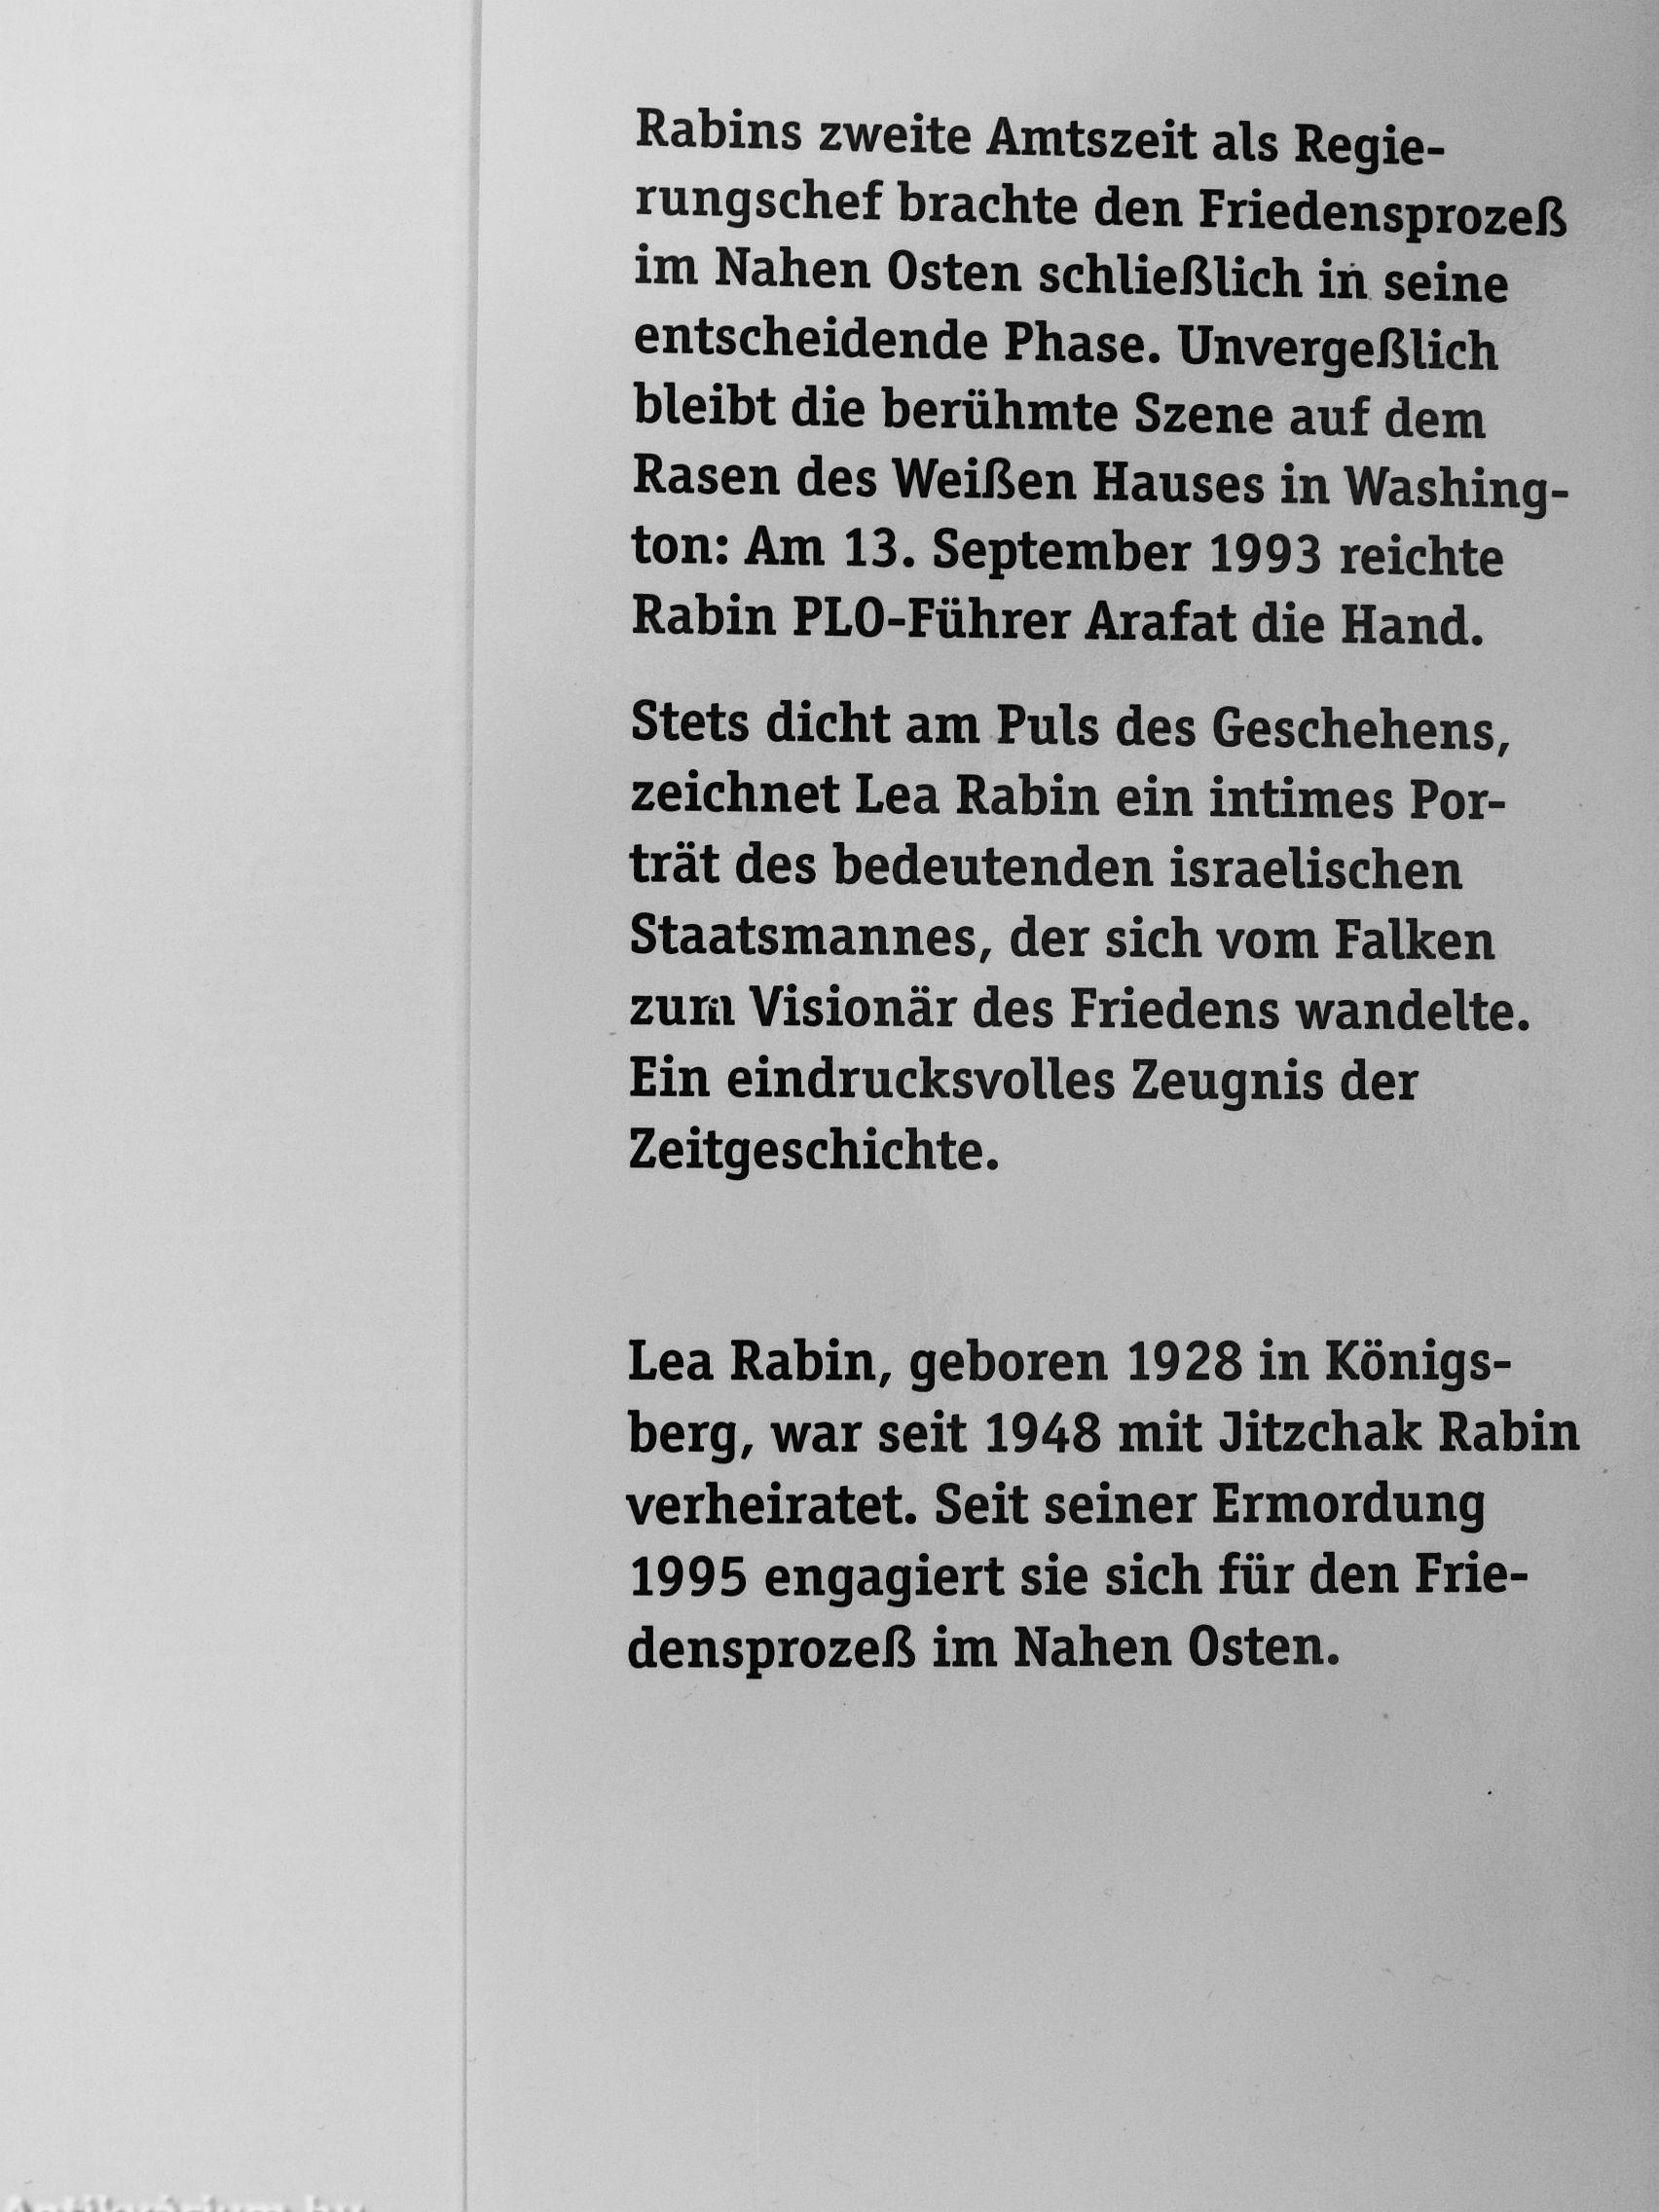 Rabins zweite Amtszeit als Regie-
rungschef brachte den Friedensprozeß
im Nahen Osten schließlich in seine
entscheidende Phase. Unvergeßlich
bleibt die berühmte Szene auf dem
Rasen des Weißen Hauses in Washing-
ton: Am 13. September 1993 reichte
Rabin PLO-Führer Arafat die Hand.
Stets dicht am Puls des Geschehens,
zeichnet Lea Rabin ein intimes Por-
trät des bedeutenden israelischen
Staatsmannes, der sich vom Falken
zum Visionär des Friedens wandelte.
Ein eindrucksvolles Zeugnis der
Zeitgeschichte.
Lea Rabin, geboren 1928 in Königs-
berg, war seit 1948 mit Jitzchak Rabin
verheiratet. Seit seiner Ermordung
1995 engagiert sie sich für den Frie-
densprozeß im Nahen Osten.